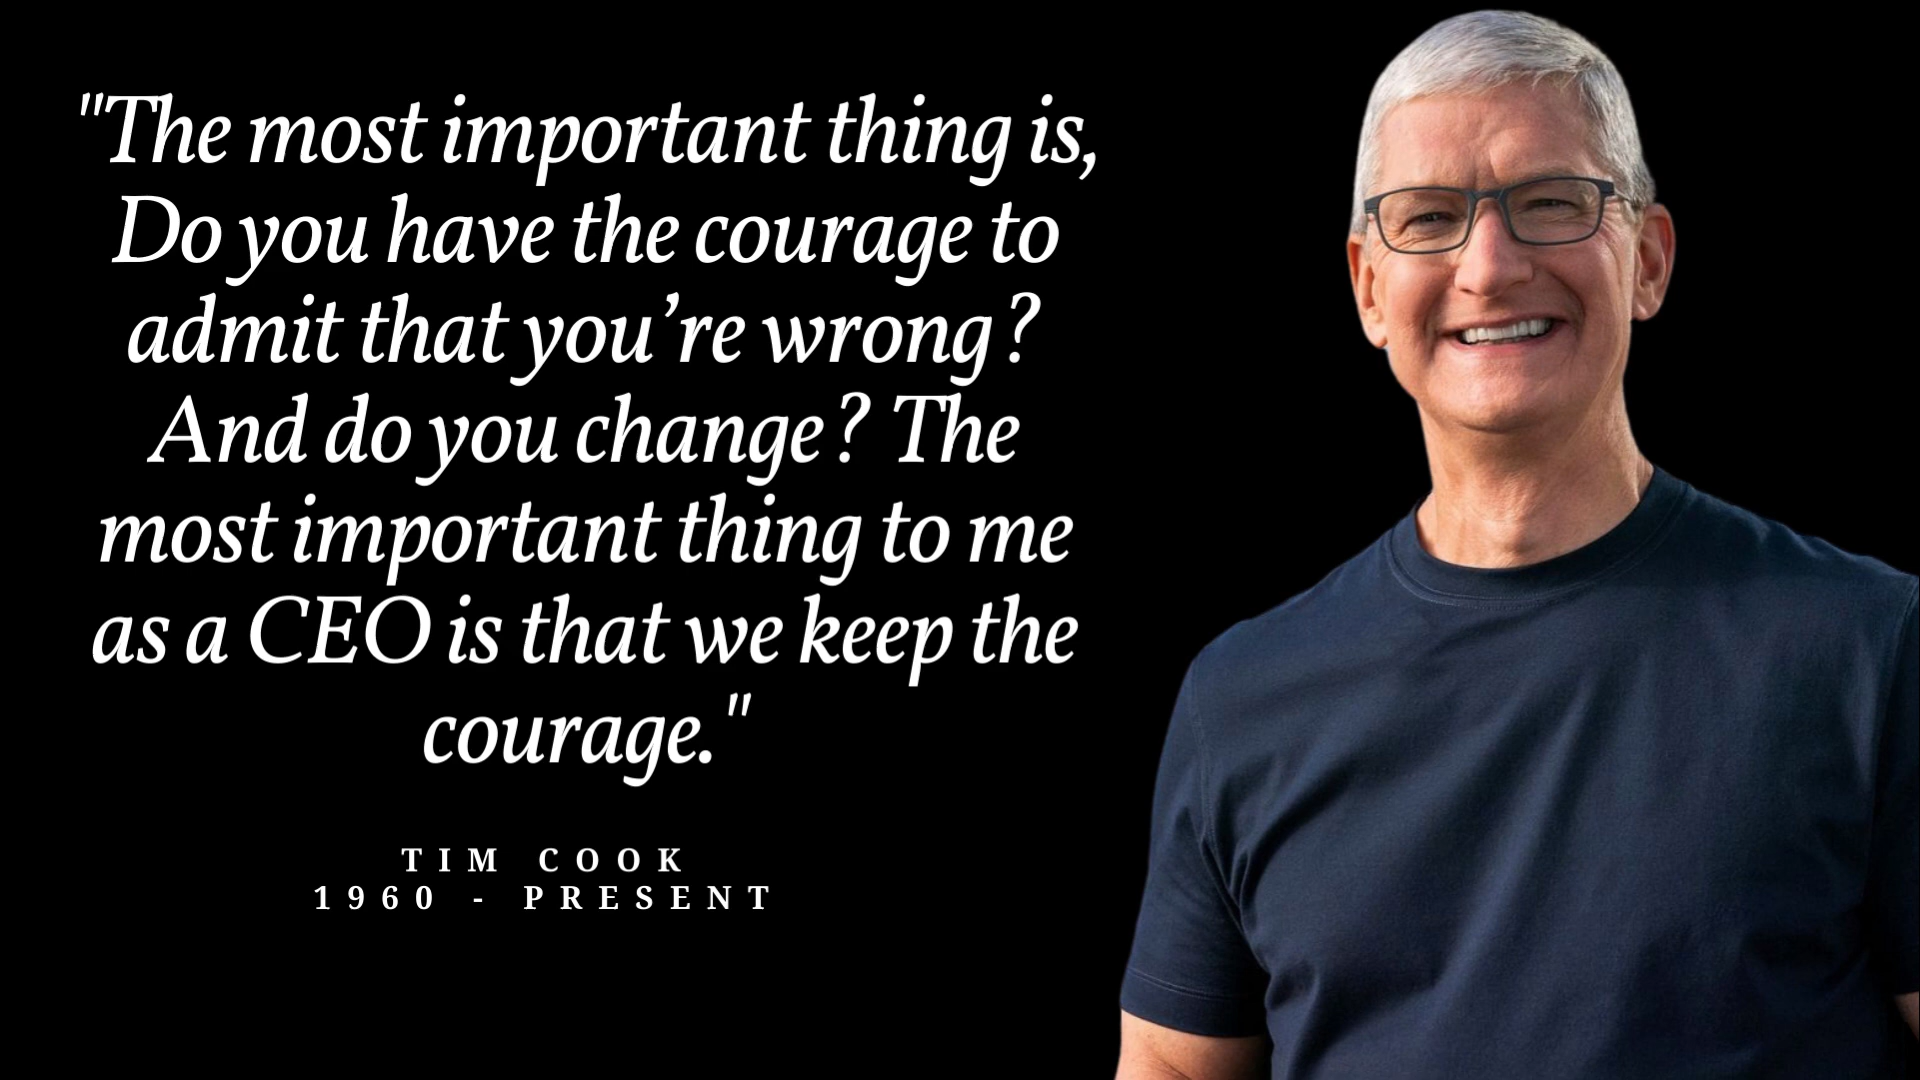 "The most important thing is,
Do you have the courage to
admit that you’re wrong?
And do you change? The
most important thing to me
as a CEO is that we keep the
courage."
TIM COOK
1960 - PRESENT